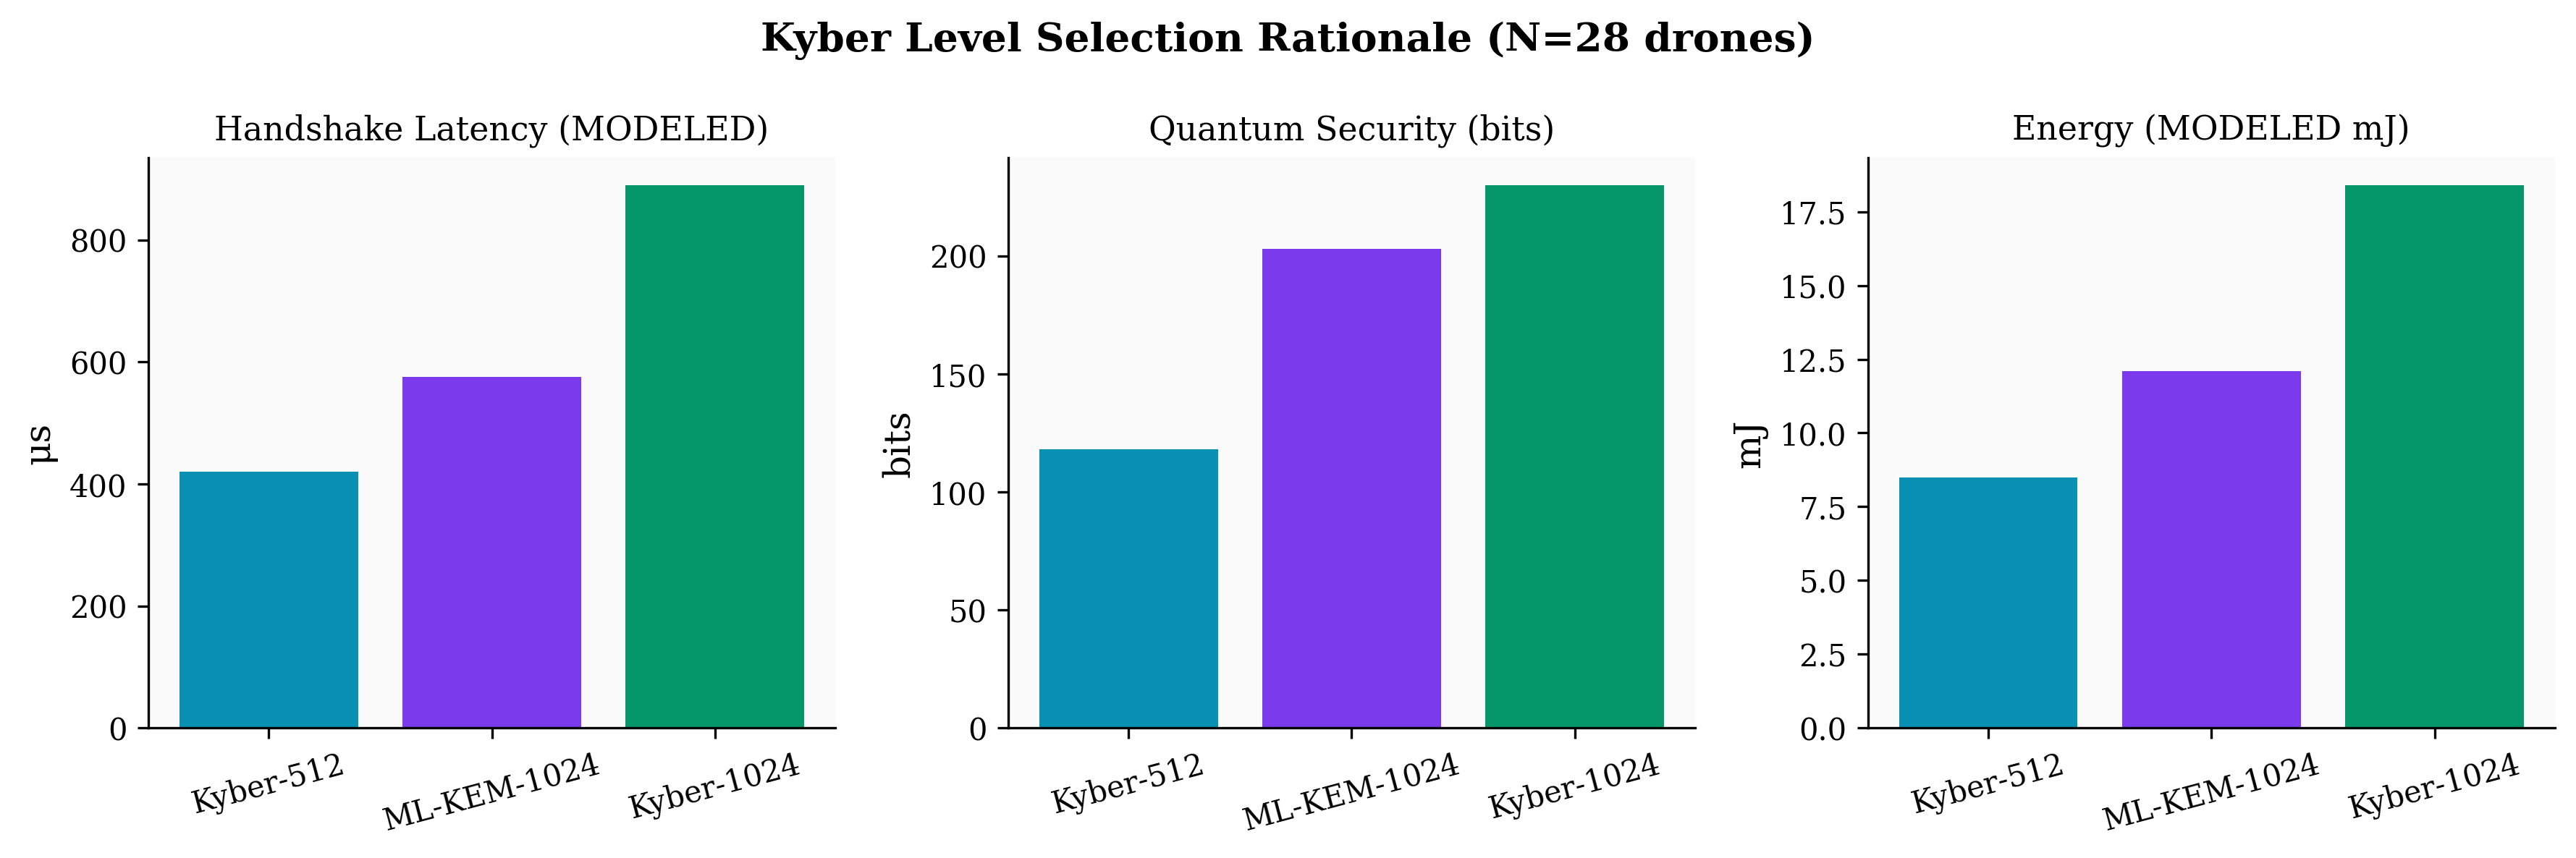 Kyber Level Selection Rationale (N=28 drones)
Handshake Latency (MODELED)
µs
800
600
400
200
0
Kyber-512
ML-KEM-1024
Kyber-1024
Quantum Security (bits)
bits
200
150
100
50
0
Kyber-512
ML-KEM-1024
Kyber-1024
Energy (MODELED mJ)
mJ
17.5
15.0
12.5
10.0
7.5
5.0
2.5
0.0
Kyber-512
ML-KEM-1024
Kyber-1024